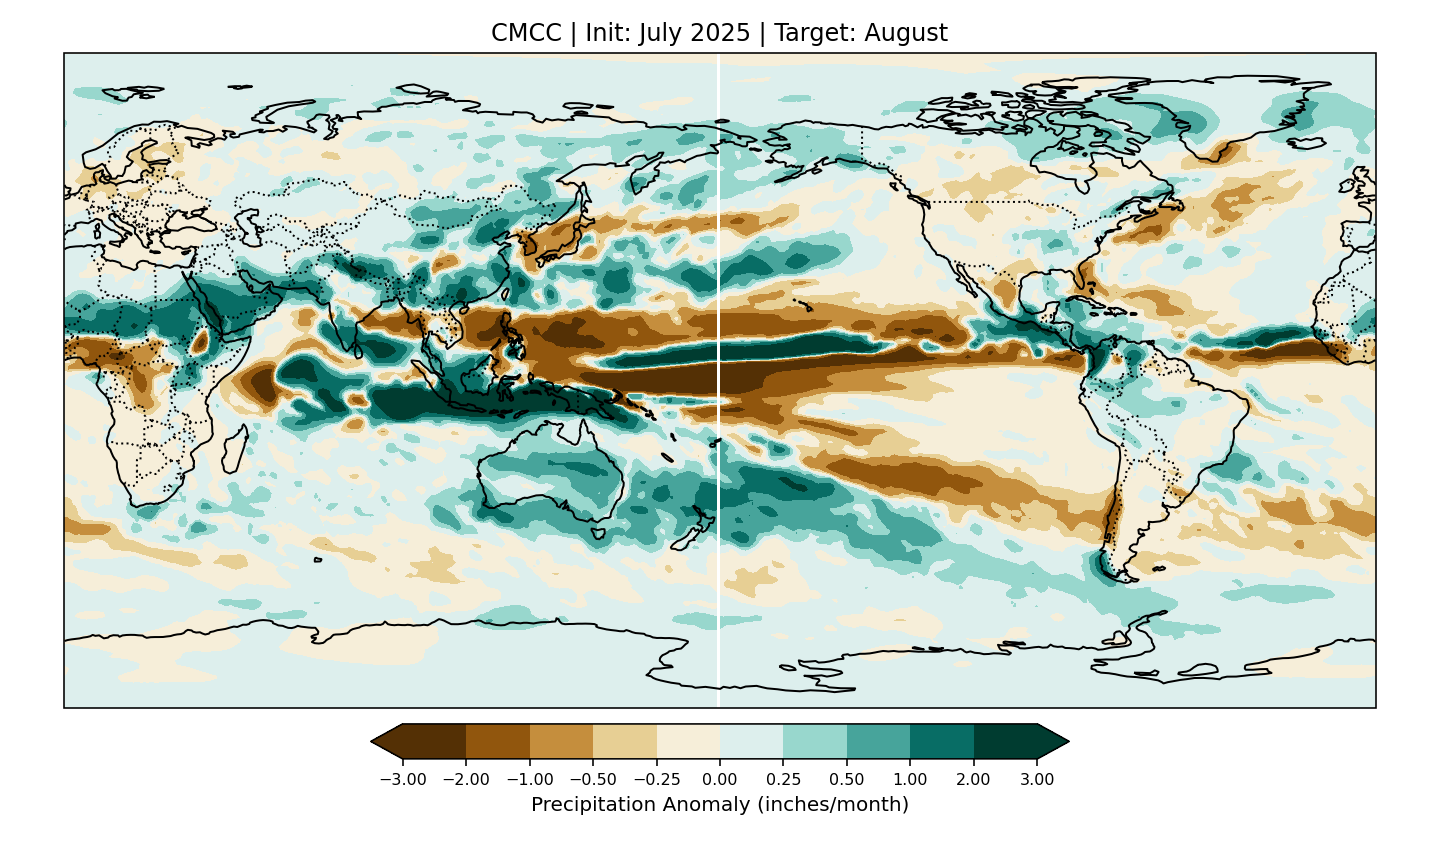 CMCC | Init: July 2025 | Target: August
−3.00 −2.00 −1.00 −0.50 −0.25 0.00 0.25 0.50 1.00 2.00 3.00
Precipitation Anomaly (inches/month)